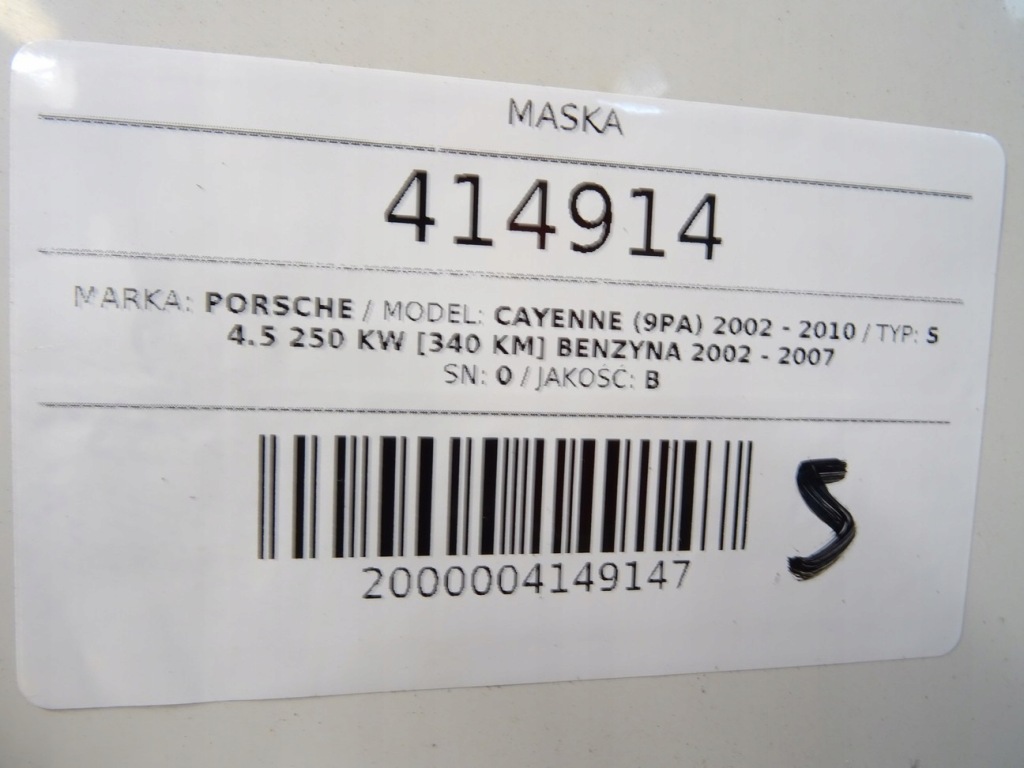 MASKA
414914
MARKA: PORSCHE / MODEL: CAYENNE (9PA) 2002 - 2010 / TYP: S
4.5 250 KW [340 KM] BENZYNA 2002 - 2007
SN: 0 / JAKOŚĆ: B
2000004149147
5